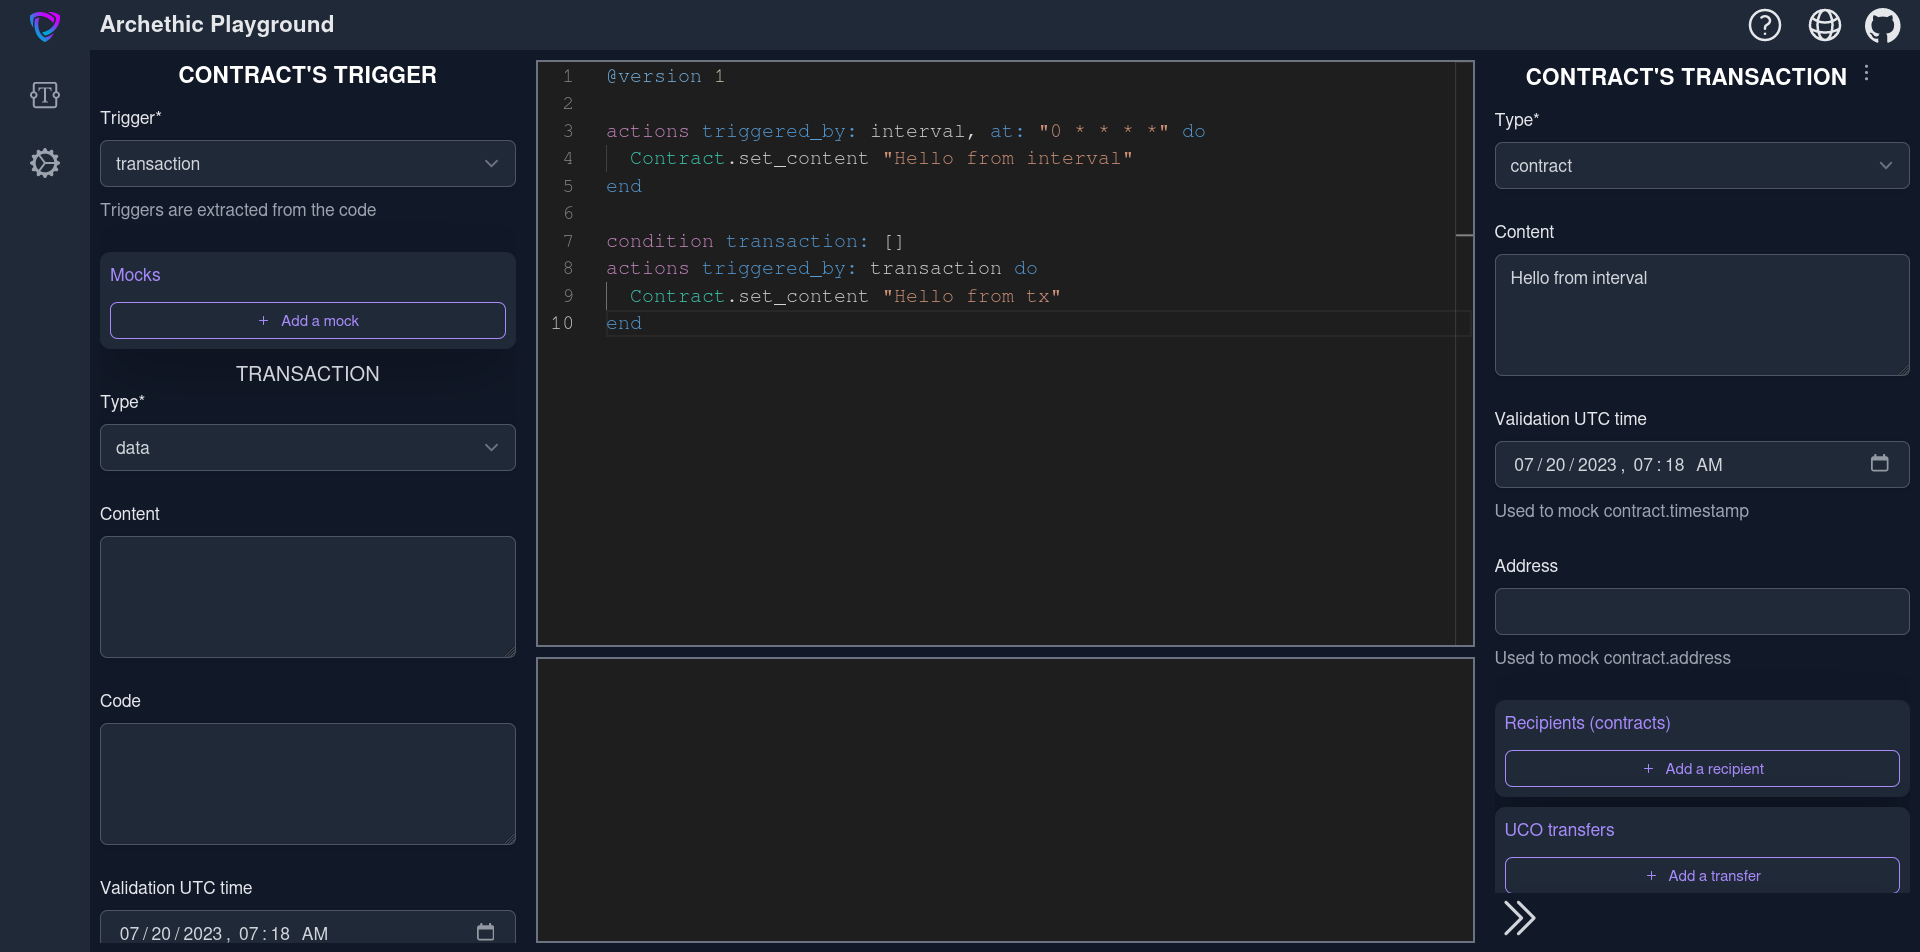 Archethic Playground
CONTRACT'S TRIGGER
Trigger*
transaction
Triggers are extracted from the code
Mocks
+ Add a mock
TRANSACTION
Type*
data
Content
Code
Validation UTC time
07/20/2023, 07:18 AM
1 @version 1
2
3 actions triggered_by: interval, at: "0 * * * *" do
4 Contract.set_content "Hello from interval"
5 end
6
7 condition transaction: []
8 actions triggered_by: transaction do
9 Contract.set_content "Hello from tx"
10 end
CONTRACT'S TRANSACTION
Type*
contract
Content
Hello from interval
Validation UTC time
07/20/2023, 07:18 AM
Used to mock contract.timestamp
Address
Used to mock contract.address
Recipients (contracts)
+ Add a recipient
UCO transfers
+ Add a transfer